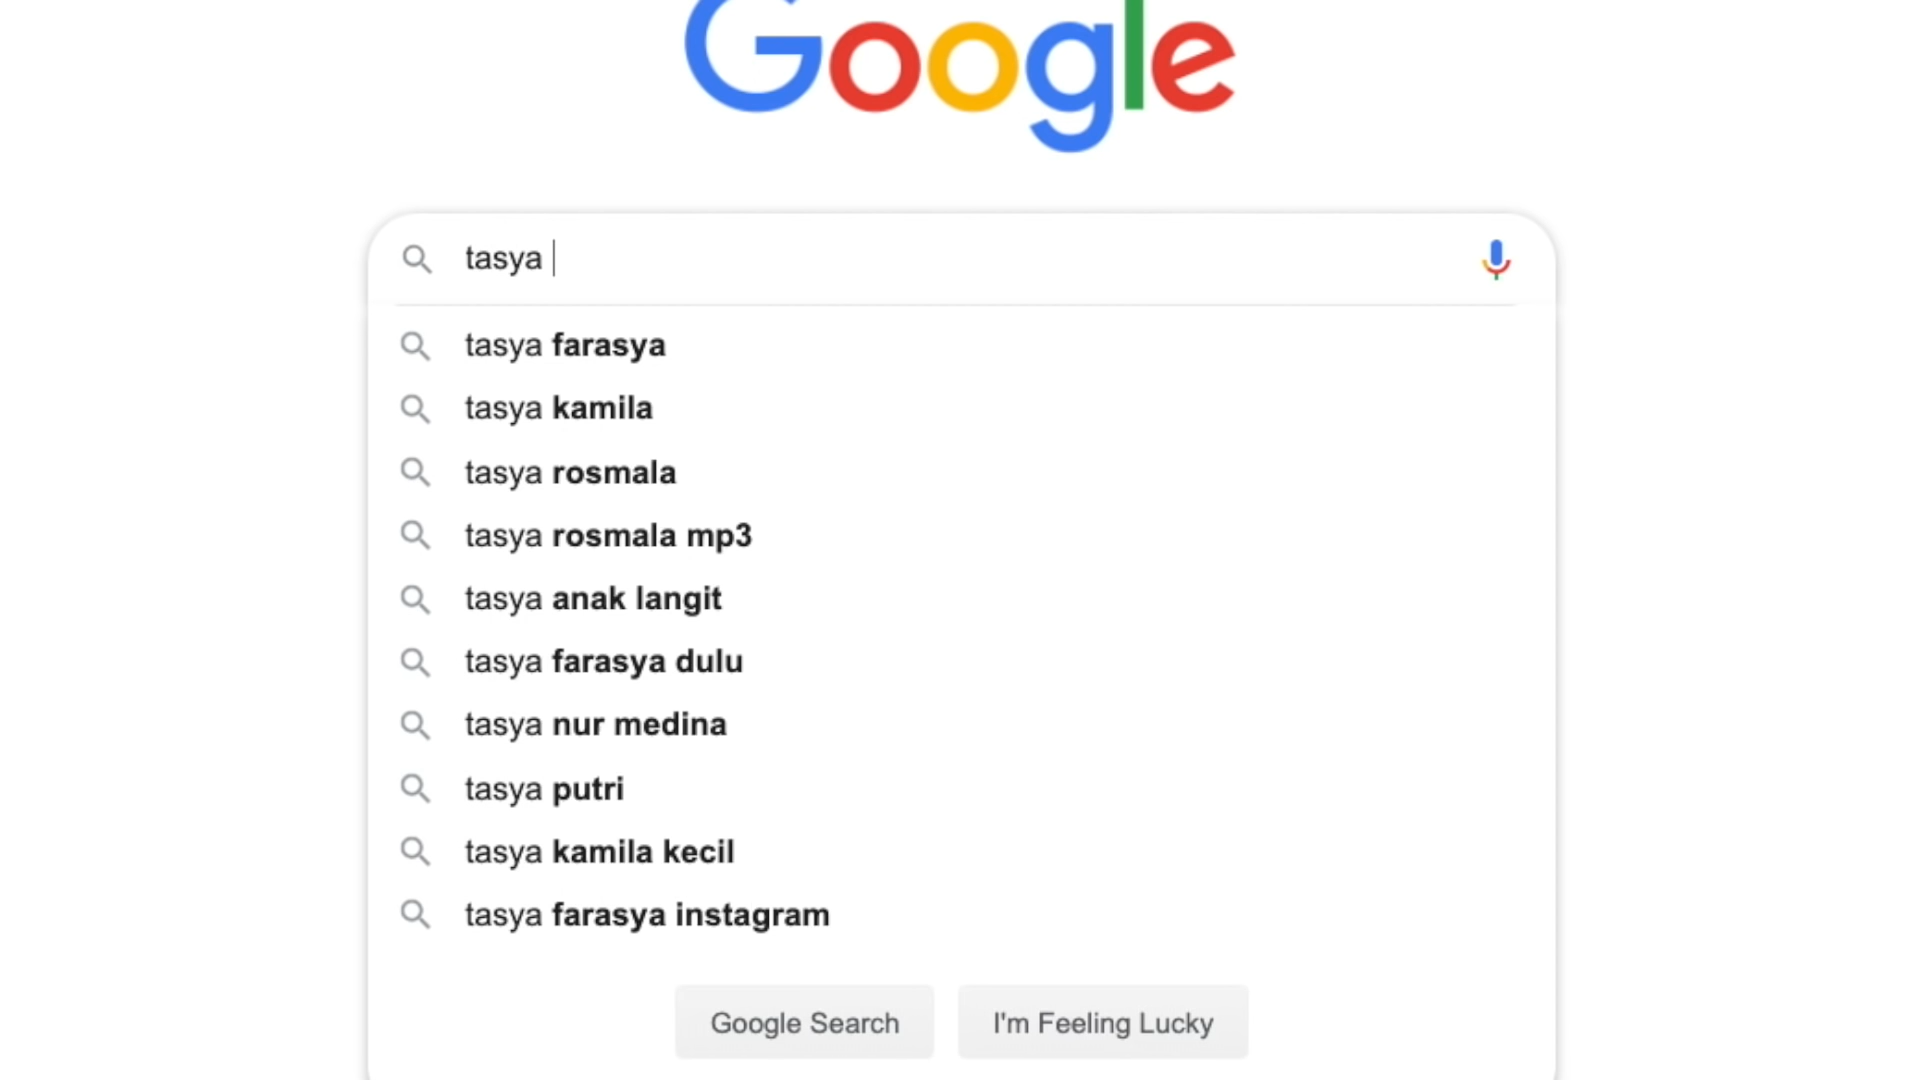 Google
tasya
tasya farasya
tasya kamila
tasya rosmala
tasya rosmala mp3
tasya anak langit
tasya farasya dulu
tasya nur medina
tasya putri
tasya kamila kecil
tasya farasya instagram
Google Search
I'm Feeling Lucky